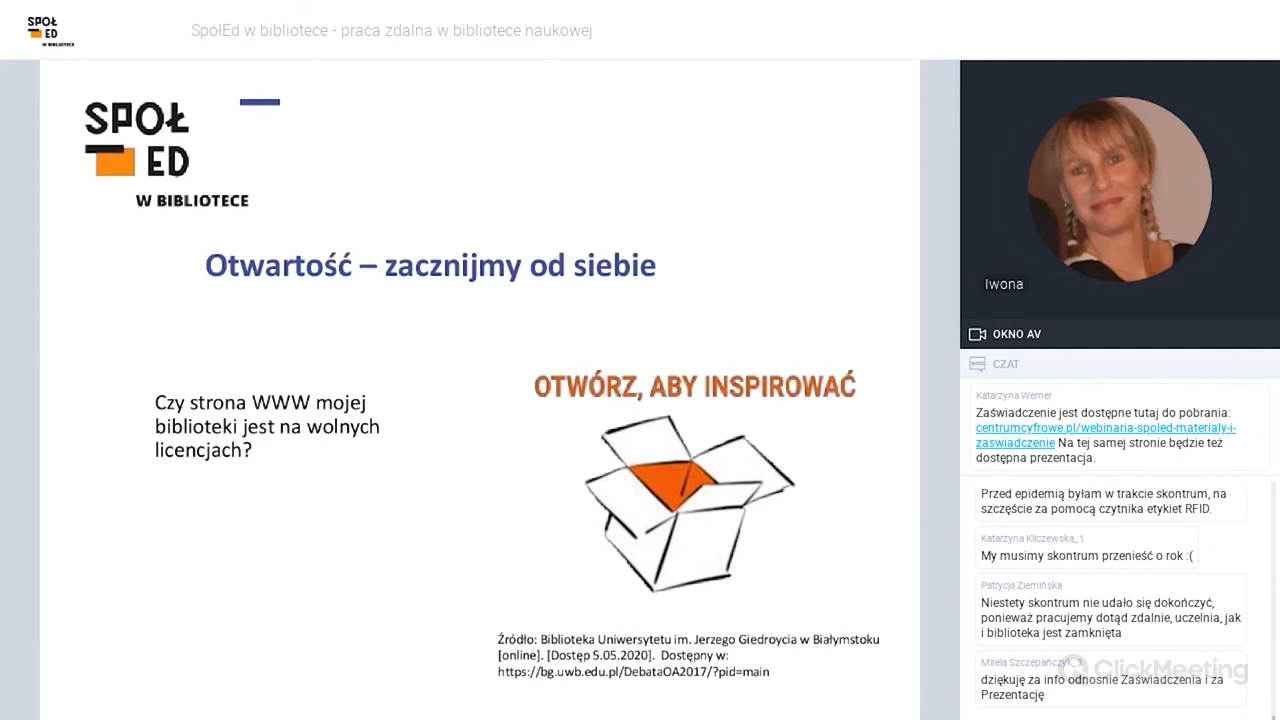 SPOŁ
ED
W BIBLIOTECE
SpołEd w bibliotece - praca zdalna w bibliotece naukowej
SPOŁ
ED
W BIBLIOTECE
Otwartość – zacznijmy od siebie
Czy strona WWW mojej
biblioteki jest na wolnych
licencjach?
OTWÓRZ, ABY INSPIROWAĆ
Źródło: Biblioteka Uniwersytetu im. Jerzego Giedroycia w Białymstoku
[online]. [Dostęp 5.05.2020]. Dostępny w:
https://bg.uwb.edu.pl/DebataOA2017/?pid=main
Iwona
OKNO AV
CZAT
Katarzyna Werner
Zaświadczenie jest dostępne tutaj do pobrania:
centrumcyfrowe.pl/webinaria-spoled-materialy-i-
zaswiadczenie Na tej samej stronie będzie też
dostępna prezentacja.
Przed epidemią byłam w trakcie skontrum, na
szczęście za pomocą czytnika etykiet RFID.
Katarzyna Kliczewska_1
My musimy skontrum przenieść o rok :(
Patrycja Ziemińska
Niestety skontrum nie udało się dokończyć,
ponieważ pracujemy dotąd zdalnie, uczelnia, jak
i biblioteka jest zamknięta
Mirela Szczepańczyk_3
dziękuję za info odnosnie Zaświadczenia i za
Prezentację
ClickMeeting